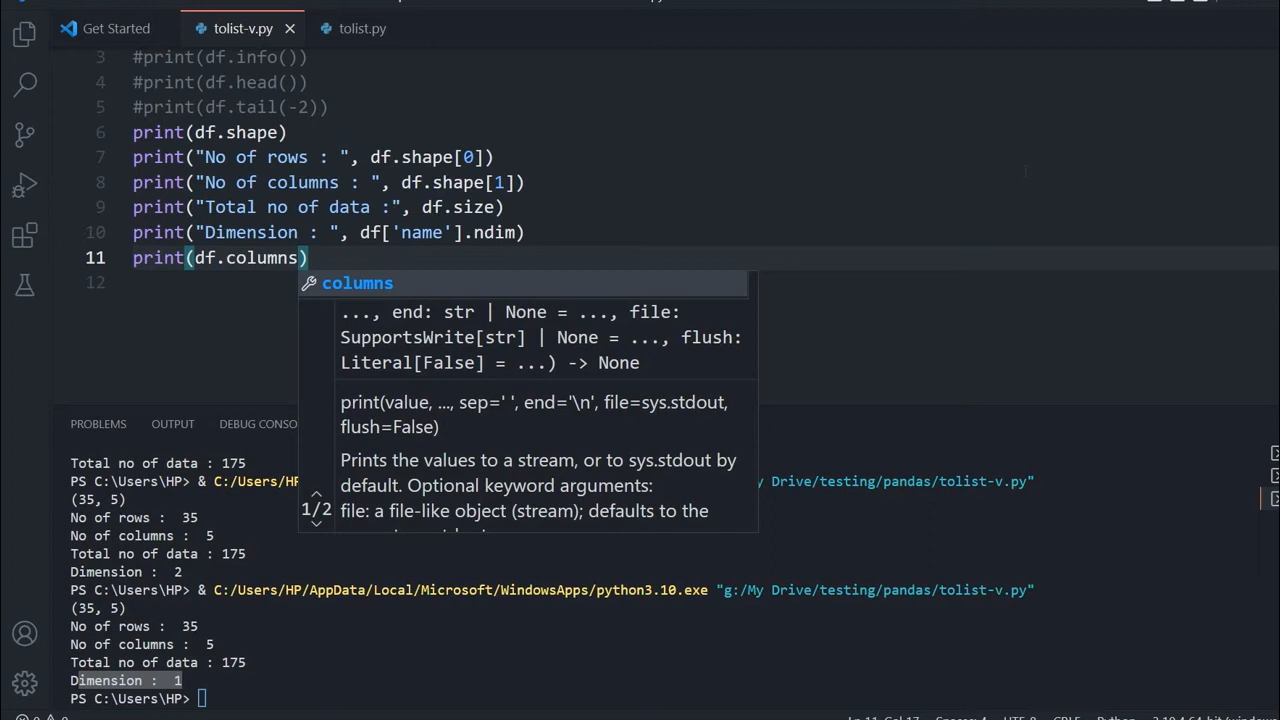 Get Started tolist-v.py tolist.py
3 #print(df.info())
4 #print(df.head())
5 #print(df.tail(-2))
6 print(df.shape)
7 print("No of rows : ", df.shape[0])
8 print("No of columns : ", df.shape[1])
9 print("Total no of data :", df.size)
10 print("Dimension : ", df['name'].ndim)
11 print(df.columns)
12
columns
..., end: str | None = ..., file:
SupportsWrite[str] | None = ..., flush:
Literal[False] = ...) -> None
print(value, ..., sep=' ', end='\n', file=sys.stdout,
flush=False)
Prints the values to a stream, or to sys.stdout by
default. Optional keyword arguments:
file: a file-like object (stream); defaults to the
1/2
PROBLEMS OUTPUT DEBUG CONSO
Total no of data : 175
PS C:\Users\HP> & C:/Users/HP y Drive/testing/pandas/tolist-v.py"
(35, 5)
No of rows : 35
No of columns : 5
Total no of data : 175
Dimension : 2
PS C:\Users\HP> & C:/Users/HP/AppData/Local/Microsoft/WindowsApps/python3.10.exe "g:/My Drive/testing/pandas/tolist-v.py"
(35, 5)
No of rows : 35
No of columns : 5
Total no of data : 175
Dimension : 1
PS C:\Users\HP>